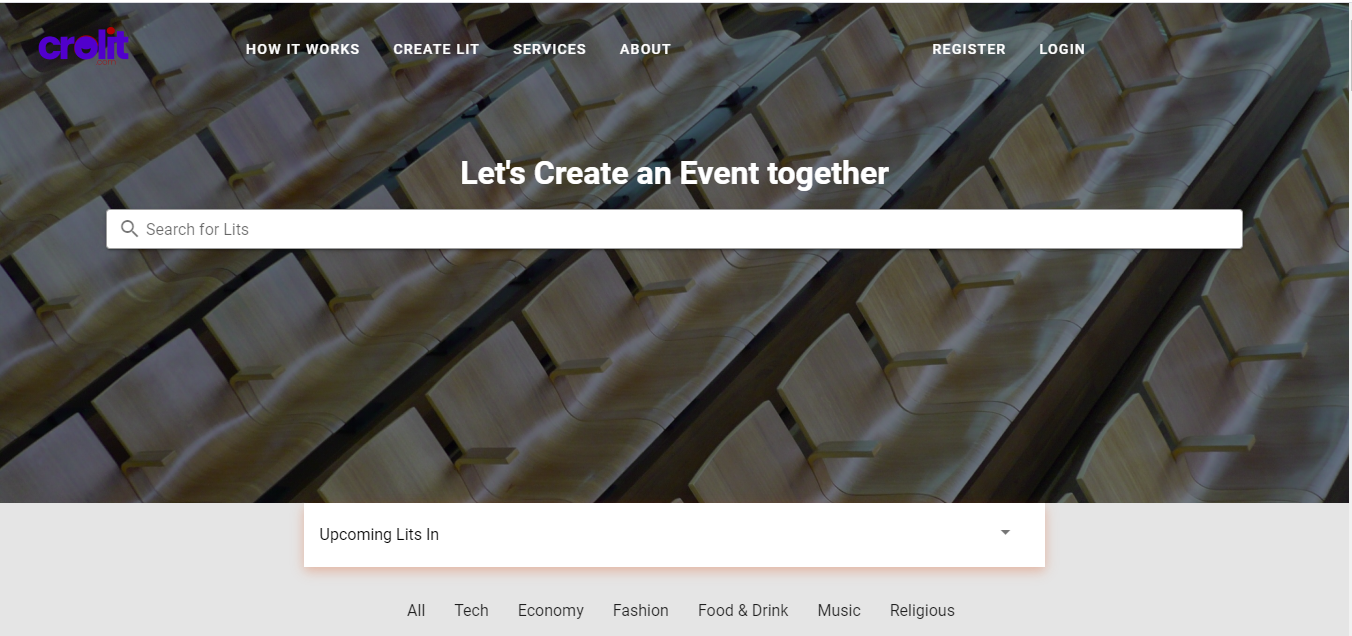 crolit
HOW IT WORKS CREATE LIT SERVICES ABOUT REGISTER LOGIN
Let's Create an Event together
Search for Lits
Upcoming Lits In
All Tech Economy Fashion Food & Drink Music Religious